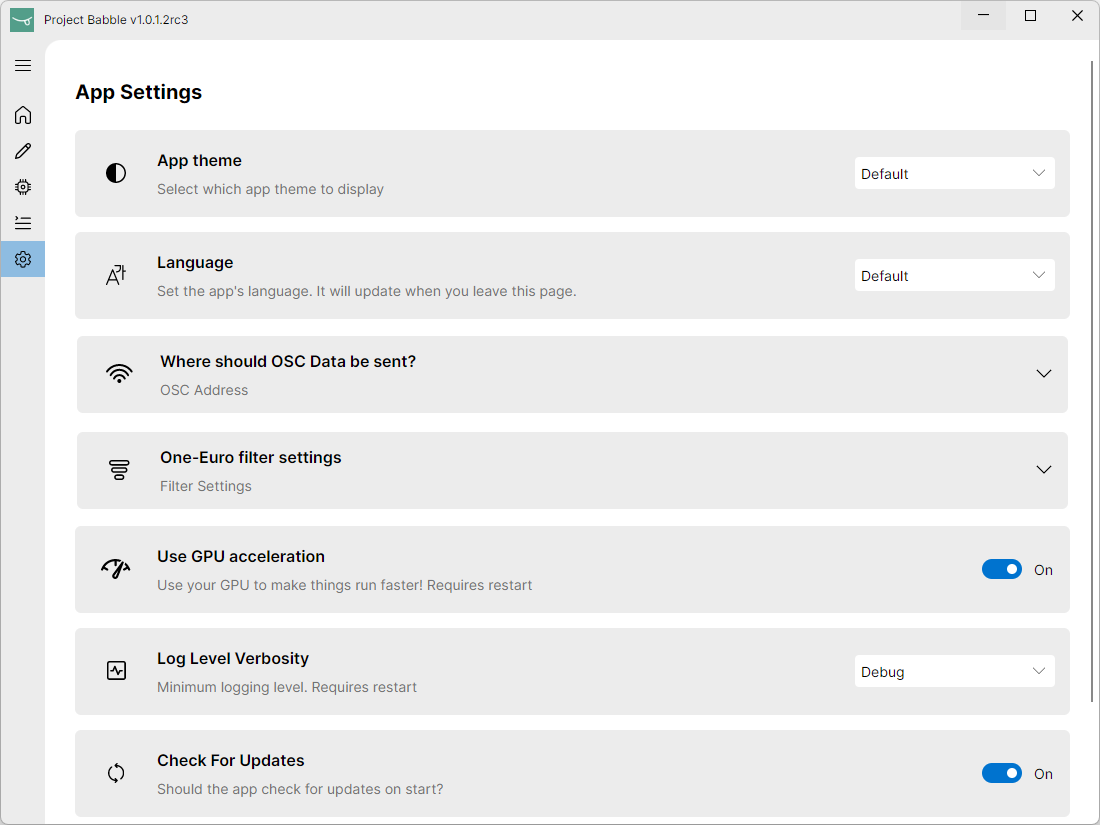 Project Babble v1.0.1.2rc3
App Settings
App theme
Select which app theme to display
Default
Language
Set the app's language. It will update when you leave this page.
Default
Where should OSC Data be sent?
OSC Address
One-Euro filter settings
Filter Settings
Use GPU acceleration
Use your GPU to make things run faster! Requires restart
On
Log Level Verbosity
Minimum logging level. Requires restart
Debug
Check For Updates
Should the app check for updates on start?
On